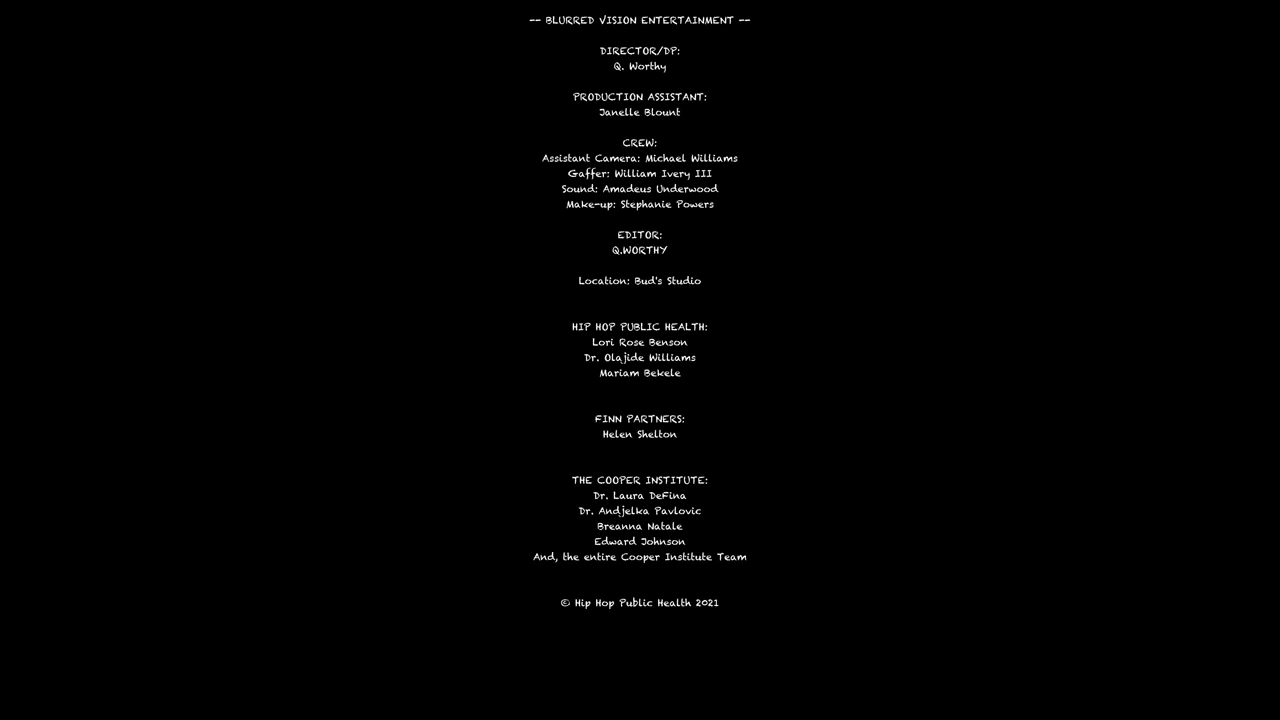 -- BLURRED VISION ENTERTAINMENT --
DIRECTOR/DP:
Q. Worthy
PRODUCTION ASSISTANT:
Janelle Blount
CREW:
Assistant Camera: Michael Williams
Gaffer: William Ivery III
Sound: Amadeus Underwood
Make-up: Stephanie Powers
EDITOR:
Q.WORTHY
Location: Bud's Studio
HIP HOP PUBLIC HEALTH:
Lori Rose Benson
Dr. Olajide Williams
Mariam Bekele
FINN PARTNERS:
Helen Shelton
THE COOPER INSTITUTE:
Dr. Laura DeFina
Dr. Andjelka Pavlovic
Breanna Natale
Edward Johnson
And, the entire Cooper Institute Team
© Hip Hop Public Health 2021